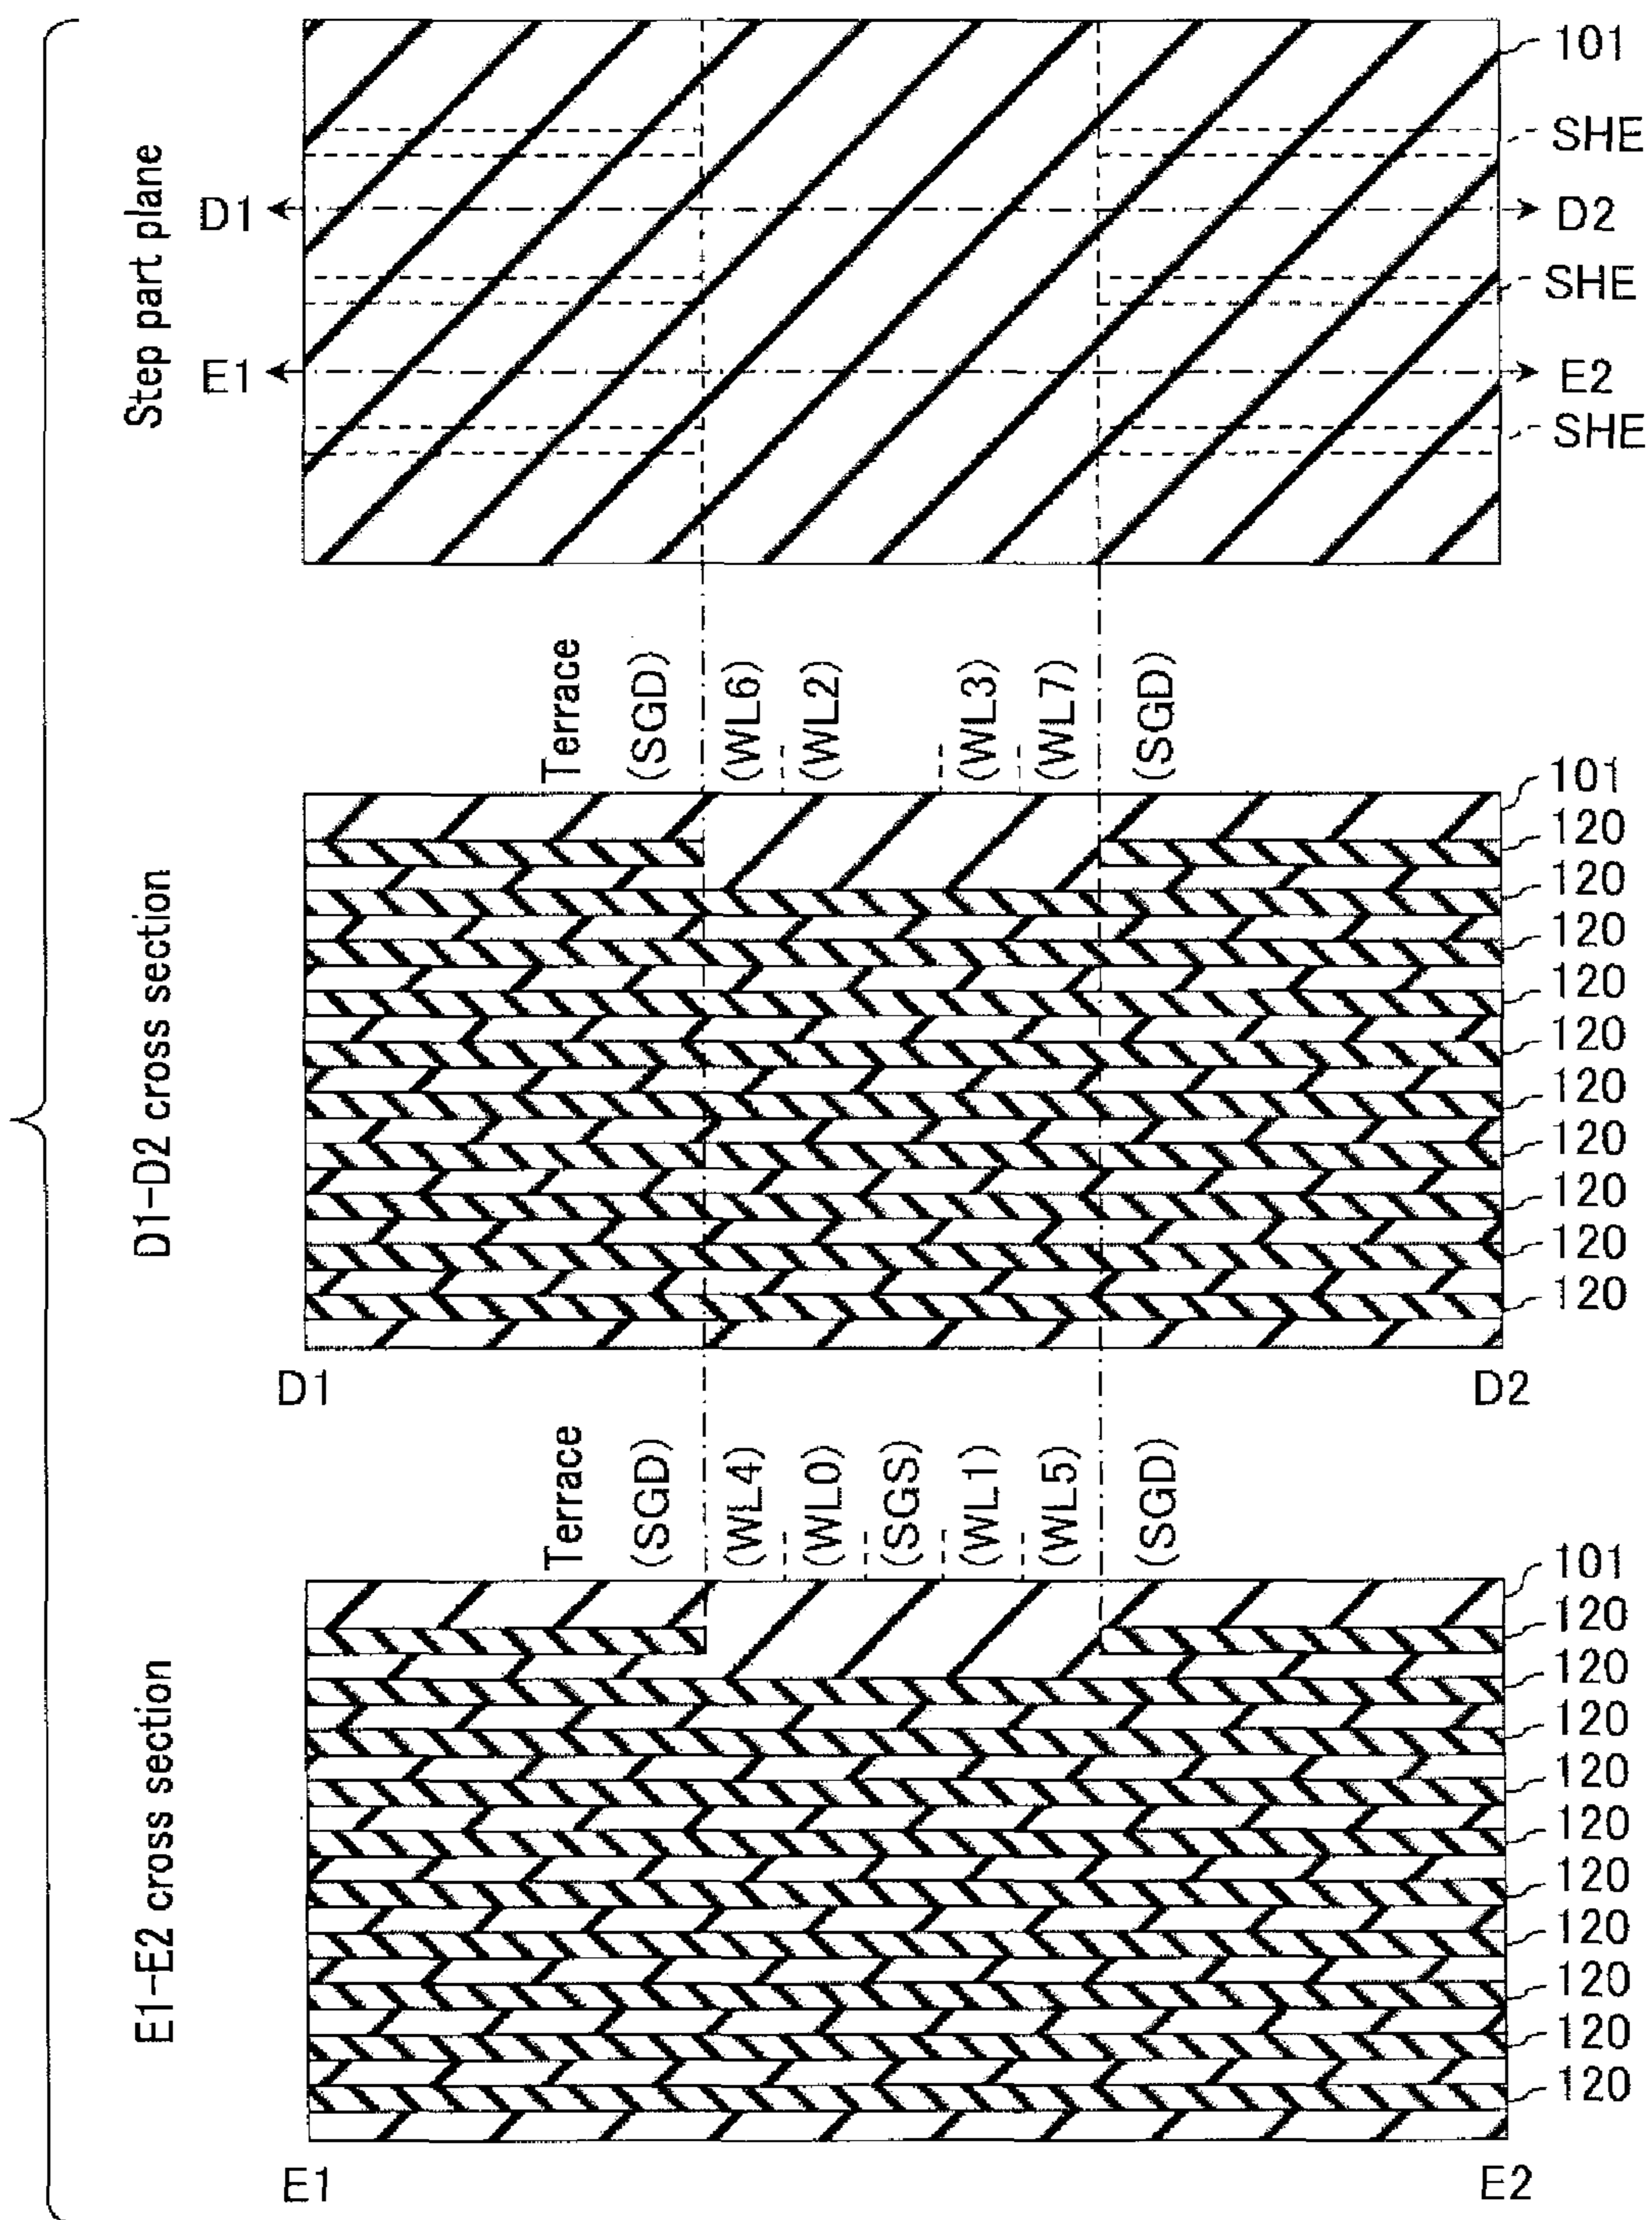 Step part plane
101
SHE
D1
D2
SHE
E1
E2
SHE
Terrace
(SGD)
(WL6)
(WL2)
(WL3)
(WL7)
(SGD)
D1-D2 cross section
101
120
120
120
120
120
120
120
120
120
120
D1
D2
Terrace
(SGD)
(WL4)
(WL0)
(SGS)
(WL1)
(WL5)
(SGD)
E1-E2 cross section
101
120
120
120
120
120
120
120
120
120
120
E1
E2